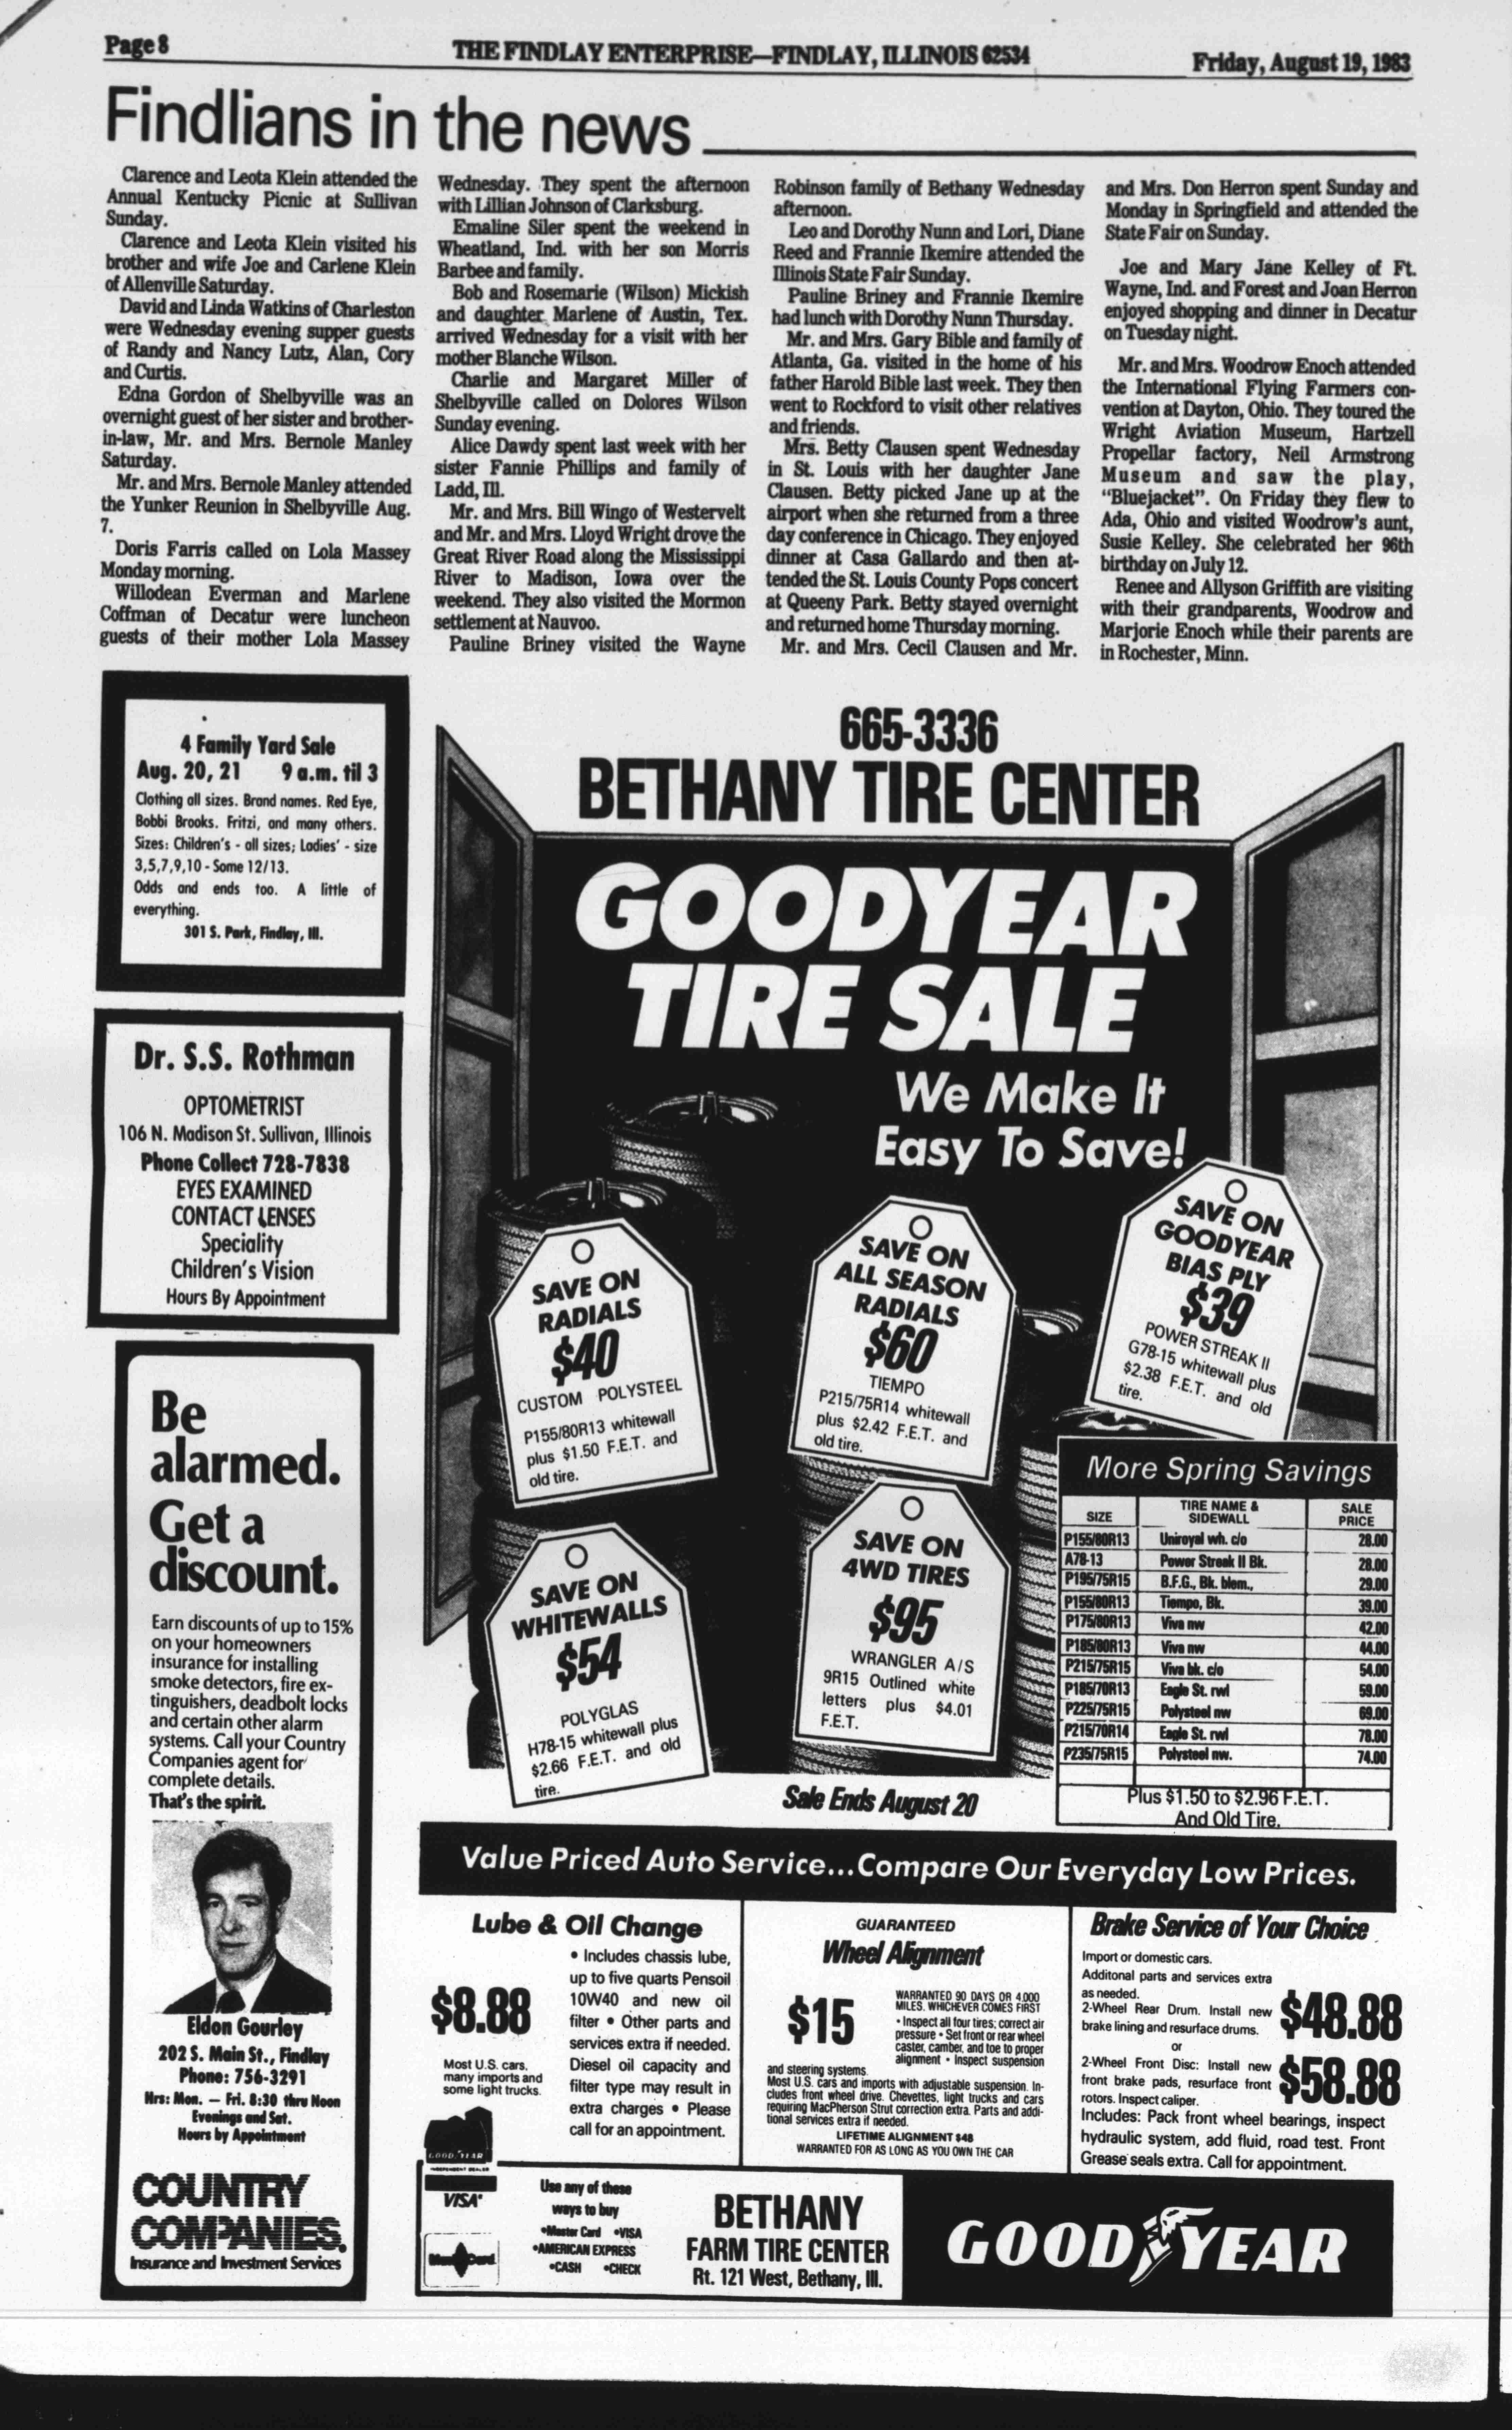 Page 8
THE FINDLAY ENTERPRISE—FINDLAY, ILLINOIS 62534
Friday, August 19, 1983
Findlians in the news
Clarence and Leota Klein attended the
Annual Kentucky Picnic at Sullivan
Sunday.
Clarence and Leota Klein visited his
brother and wife Joe and Carlene Klein
of Allenville Saturday.
David and Linda Watkins of Charleston
were Wednesday evening supper guests
of Randy and Nancy Lutz, Alan, Cory
and Curtis.
Edna Gordon of Shelbyville was an
overnight guest of her sister and brother-
in-law, Mr. and Mrs. Bernole Manley
Saturday.
Mr. and Mrs. Bernole Manley attended
the Yunker Reunion in Shelbyville Aug.
7.
Doris Farris called on Lola Massey
Monday morning.
Willodean Everman and Marlene
Coffman of Decatur were luncheon
guests of their mother Lola Massey
Wednesday. They spent the afternoon
with Lillian Johnson of Clarksburg.
Emaline Siler spent the weekend in
Wheatland, Ind. with her son Morris
Barbee and family.
Bob and Rosemarie (Wilson) Mickish
and daughter Marlene of Austin, Tex.
arrived Wednesday for a visit with her
mother Blanche Wilson.
Charlie and Margaret Miller of
Shelbyville called on Dolores Wilson
Sunday evening.
Alice Dawdy spent last week with her
sister Fannie Phillips and family of
Ladd, Ill.
Mr. and Mrs. Bill Wingo of Westervelt
and Mr. and Mrs. Lloyd Wright drove the
Great River Road along the Mississippi
River to Madison, Iowa over the
weekend. They also visited the Mormon
settlement at Nauvoo.
Pauline Briney visited the Wayne
Robinson family of Bethany Wednesday
afternoon.
Leo and Dorothy Nunn and Lori, Diane
Reed and Frannie Ikemire attended the
Illinois State Fair Sunday.
Pauline Briney and Frannie Ikemire
had lunch with Dorothy Nunn Thursday.
Mr. and Mrs. Gary Bible and family of
Atlanta, Ga. visited in the home of his
father Harold Bible last week. They then
went to Rockford to visit other relatives
and friends.
Mrs. Betty Clausen spent Wednesday
in St. Louis with her daughter Jane
Clausen. Betty picked Jane up at the
airport when she returned from a three
day conference in Chicago. They enjoyed
dinner at Casa Gallardo and then at-
tended the St. Louis County Pops concert
at Queeny Park. Betty stayed overnight
and returned home Thursday morning.
Mr. and Mrs. Cecil Clausen and Mr.
and Mrs. Don Herron spent Sunday and
Monday in Springfield and attended the
State Fair on Sunday.
Joe and Mary Jane Kelley of Ft.
Wayne, Ind. and Forest and Joan Herron
enjoyed shopping and dinner in Decatur
on Tuesday night.
Mr. and Mrs. Woodrow Enoch attended
the International Flying Farmers con-
vention at Dayton, Ohio. They toured the
Wright Aviation Museum, Hartzell
Propellar factory, Neil Armstrong
Museum and saw the play,
"Bluejacket". On Friday they flew to
Ada, Ohio and visited Woodrow's aunt,
Susie Kelley. She celebrated her 96th
birthday on July 12.
Renee and Allyson Griffith are visiting
with their grandparents, Woodrow and
Marjorie Enoch while their parents are
in Rochester, Minn.
4 Family Yard Sale
Aug. 20, 21 9 a.m. til 3
Clothing all sizes. Brand names. Red Eye,
Bobbi Brooks. Fritzi, and many others.
Sizes: Children's - all sizes; Ladies' - size
3,5,7,9,10 - Some 12/13.
Odds and ends too. A little of
everything.
301 S. Park, Findlay, Ill.
Dr. S.S. Rothman
OPTOMETRIST
106 N. Madison St. Sullivan, Illinois
Phone Collect 728-7838
EYES EXAMINED
CONTACT LENSES
Speciality
Children's Vision
Hours By Appointment
Be
alarmed.
Get a
discount.
Earn discounts of up to 15%
on your homeowners
insurance for installing
smoke detectors, fire ex-
tinguishers, deadbolt locks
and certain other alarm
systems. Call your Country
Companies agent for
complete details.
That's the spirit.
Eldon Gourley
202 S. Main St., Findlay
Phone: 756-3291
Hrs: Mon. — Fri. 8:30 thru Noon
Evenings and Sat.
Hours by Appointment
COUNTRY
COMPANIES.
Insurance and Investment Services
665-3336
BETHANY TIRE CENTER
GOODYEAR
TIRE SALE
We Make It
Easy To Save!
SAVE ON
RADIALS
$40
CUSTOM POLYSTEEL
P155/80R13 whitewall
plus $1.50 F.E.T. and
old tire.
SAVE ON
ALL SEASON
RADIALS
$60
TIEMPO
P215/75R14 whitewall
plus $2.42 F.E.T. and
old tire.
SAVE ON
GOODYEAR
BIAS PLY
$39
POWER STREAK II
G78-15 whitewall plus
$2.38 F.E.T. and old
tire.
SAVE ON
WHITEWALLS
$54
POLYGLAS
H78-15 whitewall plus
$2.66 F.E.T. and old
tire.
SAVE ON
4WD TIRES
$95
WRANGLER A/S
9R15 Outlined white
letters plus $4.01
F.E.T.
More Spring Savings
SIZE TIRE NAME & SIDEWALL SALE PRICE
P155/80R13 Uniroyal wh. c/o 28.00
A78-13 Power Streak II Bk. 28.00
P195/75R15 B.F.G., Bk. blem., 29.00
P155/80R13 Tiempo, Bk. 39.00
P175/80R13 Viva nw 42.00
P185/80R13 Viva nw 44.00
P215/75R15 Viva bk. c/o 54.00
P185/70R13 Eagle St. rwl 59.00
P225/75R15 Polysteel nw 69.00
P215/70R14 Eagle St. rwl 78.00
P235/75R15 Polysteel nw. 74.00
Plus $1.50 to $2.96 F.E.T.
And Old Tire.
Sale Ends August 20
Value Priced Auto Service...Compare Our Everyday Low Prices.
Lube & Oil Change
$8.88
Most U.S. cars,
many imports and
some light trucks.
• Includes chassis lube,
up to five quarts Pensoil
10W40 and new oil
filter • Other parts and
services extra if needed.
Diesel oil capacity and
filter type may result in
extra charges • Please
call for an appointment.
GUARANTEED
Wheel Alignment
$15
WARRANTED 90 DAYS OR 4,000
MILES, WHICHEVER COMES FIRST
• Inspect all four tires; correct air
pressure • Set front or rear wheel
caster, camber, and toe to proper
alignment • Inspect suspension
and steering systems.
Most U.S. cars and imports with adjustable suspension. In-
cludes front wheel drive. Chevettes, light trucks and cars
requiring MacPherson Strut correction extra. Parts and addi-
tional services extra if needed.
LIFETIME ALIGNMENT $48
WARRANTED FOR AS LONG AS YOU OWN THE CAR
Brake Service of Your Choice
Import or domestic cars.
Additonal parts and services extra
as needed.
2-Wheel Rear Drum. Install new
brake lining and resurface drums.
$48.88
or
2-Wheel Front Disc: Install new
front brake pads, resurface front
rotors. Inspect caliper.
$58.88
Includes: Pack front wheel bearings, inspect
hydraulic system, add fluid, road test. Front
Grease seals extra. Call for appointment.
GOODYEAR
INDEPENDENT DEALER
VISA
Master Card
Use any of these
ways to buy
•Master Card •VISA
•AMERICAN EXPRESS
•CASH •CHECK
BETHANY
FARM TIRE CENTER
Rt. 121 West, Bethany, Ill.
GOODYEAR